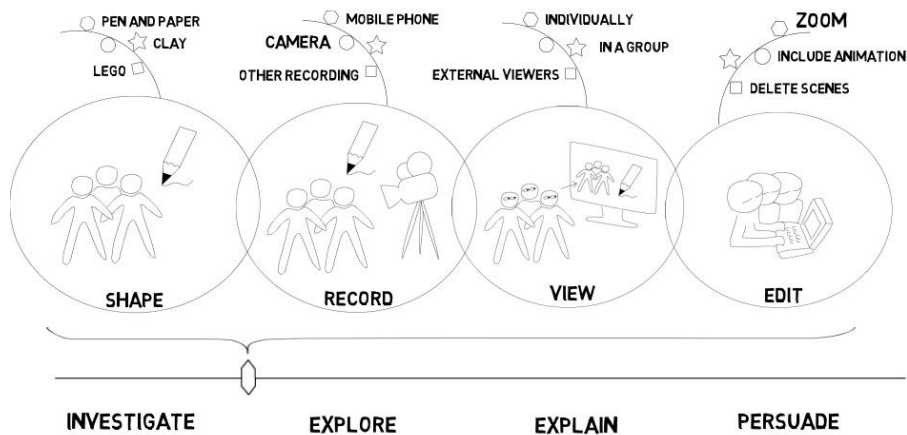 PEN AND PAPER
CLAY
LEGO
MOBILE PHONE
CAMERA
OTHER RECORDING
INDIVIDUALLY
IN A GROUP
EXTERNAL VIEWERS
ZOOM
INCLUDE ANIMATION
DELETE SCENES
SHAPE
RECORD
VIEW
EDIT
INVESTIGATE
EXPLORE
EXPLAIN
PERSUADE